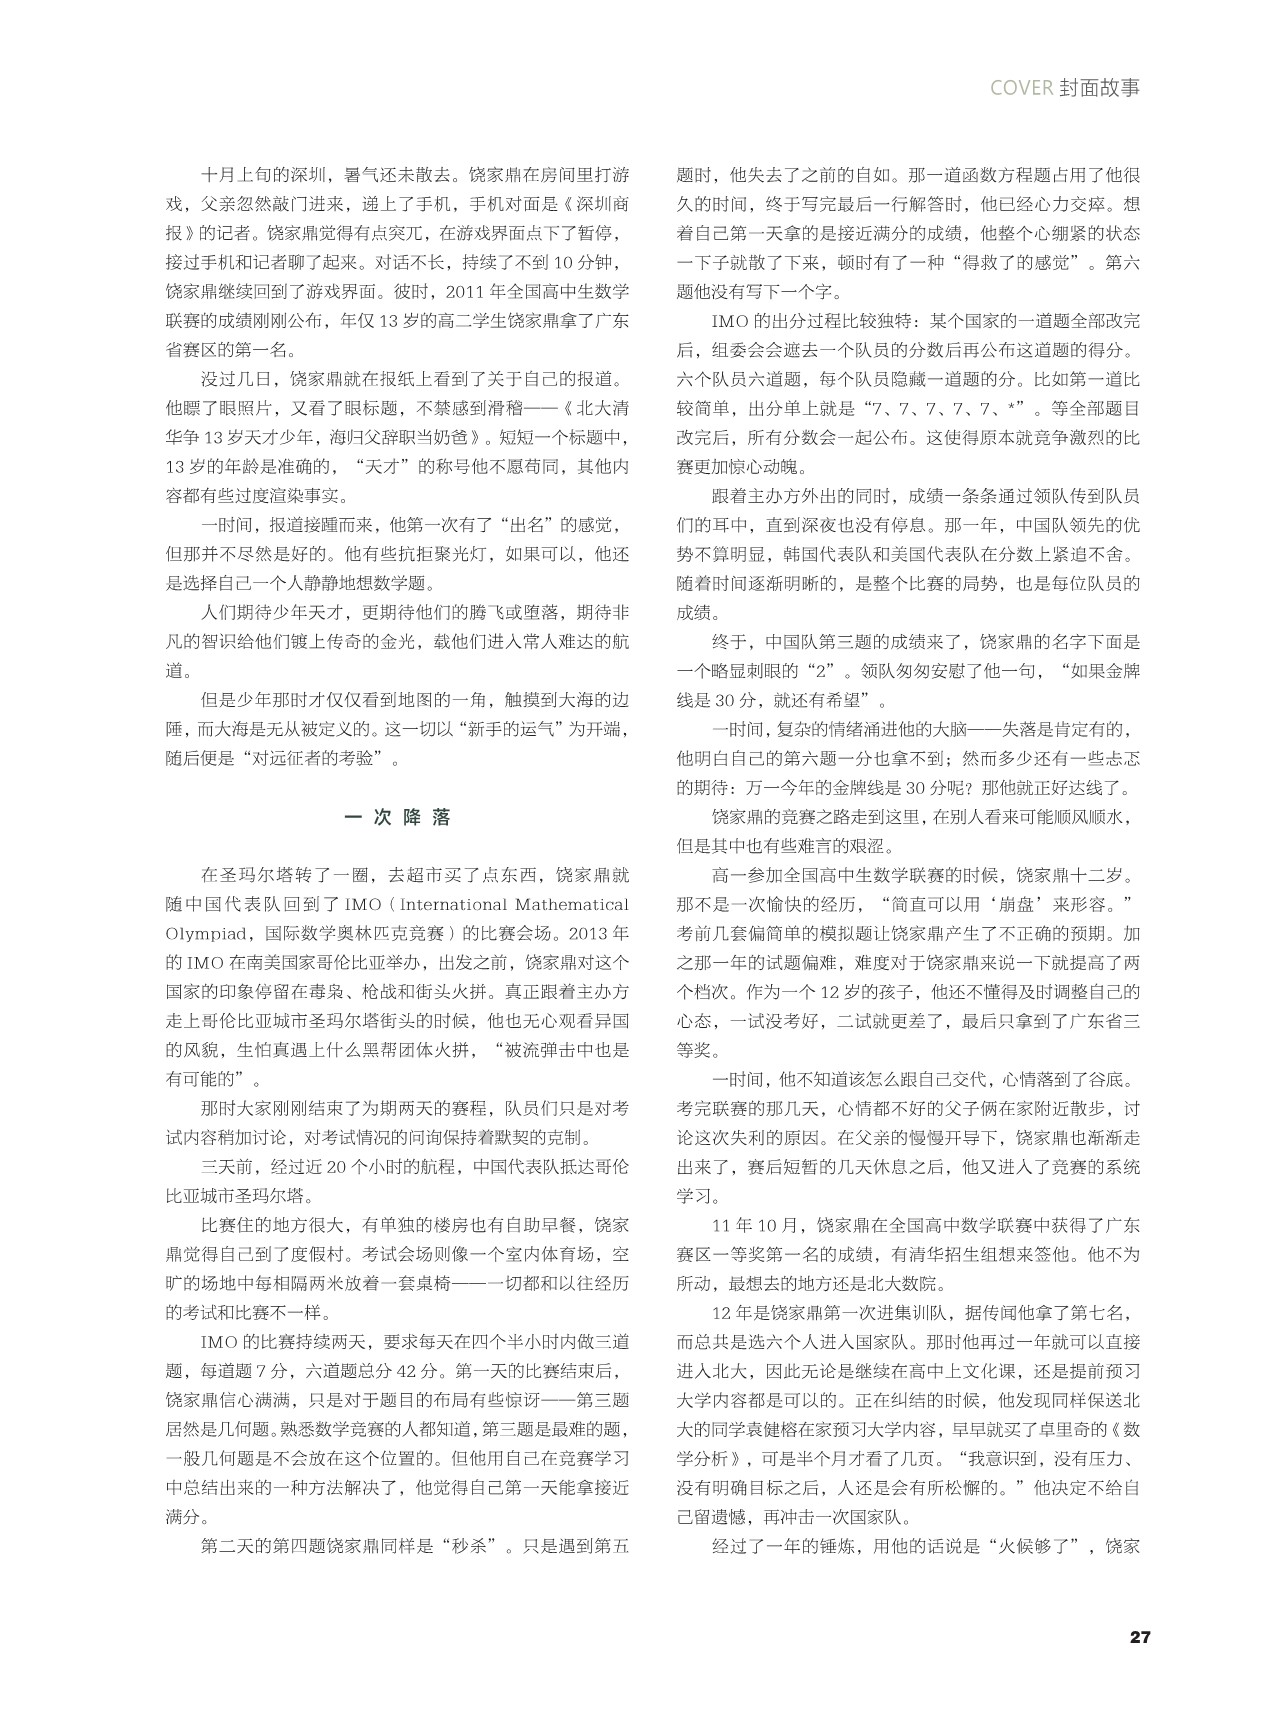 COVER 封面故事
十月上旬的深圳，暑气还未散去。饶家鼎在房间里打游
戏，父亲忽然敲门进来，递上了手机，手机对面是《深圳商
报》的记者。饶家鼎觉得有点突兀，在游戏界面点下了暂停，
接过手机和记者聊了起来。对话不长，持续了不到 10 分钟，
饶家鼎继续回到了游戏界面。彼时，2011 年全国高中生数学
联赛的成绩刚刚公布，年仅 13 岁的高二学生饶家鼎拿了广东
省赛区的第一名。
没过几日，饶家鼎就在报纸上看到了关于自己的报道。
他瞟了眼照片，又看了眼标题，不禁感到滑稽——《北大清
华争 13 岁天才少年，海归父辞职当奶爸》。短短一个标题中，
13 岁的年龄是准确的，“天才”的称号他不愿苟同，其他内
容都有些过度渲染事实。
一时间，报道接踵而来，他第一次有了“出名”的感觉，
但那并不尽然是好的。他有些抗拒聚光灯，如果可以，他还
是选择自己一个人静静地想数学题。
人们期待少年天才，更期待他们的腾飞或堕落，期待非
凡的智识给他们镀上传奇的金光，载他们进入常人难达的航
道。
但是少年那时才仅仅看到地图的一角，触摸到大海的边
陲，而大海是无从被定义的。这一切以“新手的运气”为开端，
随后便是“对远征者的考验”。
一次降落
在圣玛尔塔转了一圈，去超市买了点东西，饶家鼎就
随中国代表队回到了 IMO（International Mathematical
Olympiad，国际数学奥林匹克竞赛）的比赛会场。2013 年
的 IMO 在南美国家哥伦比亚举办，出发之前，饶家鼎对这个
国家的印象停留在毒枭、枪战和街头火拼。真正跟着主办方
走上哥伦比亚城市圣玛尔塔街头的时候，他也无心观看异国
的风貌，生怕真遇上什么黑帮团体火拼，“被流弹击中也是
有可能的”。
那时大家刚刚结束了为期两天的赛程，队员们只是对考
试内容稍加讨论，对考试情况的问询保持着默契的克制。
三天前，经过近 20 个小时的航程，中国代表队抵达哥伦
比亚城市圣玛尔塔。
比赛住的地方很大，有单独的楼房也有自助早餐，饶家
鼎觉得自己到了度假村。考试会场则像一个室内体育场，空
旷的场地中每相隔两米放着一套桌椅——一切都和以往经历
的考试和比赛不一样。
IMO 的比赛持续两天，要求每天在四个半小时内做三道
题，每道题 7 分，六道题总分 42 分。第一天的比赛结束后，
饶家鼎信心满满，只是对于题目的布局有些惊讶——第三题
居然是几何题。熟悉数学竞赛的人都知道，第三题是最难的题，
一般几何题是不会放在这个位置的。但他用自己在竞赛学习
中总结出来的一种方法解决了，他觉得自己第一天能拿接近
满分。
第二天的第四题饶家鼎同样是“秒杀”。只是遇到第五
题时，他失去了之前的自如。那一道函数方程题占用了他很
久的时间，终于写完最后一行解答时，他已经心力交瘁。想
着自己第一天拿的是接近满分的成绩，他整个心绷紧的状态
一下子就散了下来，顿时有了一种“得救了的感觉”。第六
题他没有写下一个字。
IMO 的出分过程比较独特：某个国家的一道题全部改完
后，组委会会遮去一个队员的分数后再公布这道题的得分。
六个队员六道题，每个队员隐藏一道题的分。比如第一道比
较简单，出分单上就是“7、7、7、7、7、*”。等全部题目
改完后，所有分数会一起公布。这使得原本就竞争激烈的比
赛更加惊心动魄。
跟着主办方外出的同时，成绩一条条通过领队传到队员
们的耳中，直到深夜也没有停息。那一年，中国队领先的优
势不算明显，韩国代表队和美国代表队在分数上紧追不舍。
随着时间逐渐明晰的，是整个比赛的局势，也是每位队员的
成绩。
终于，中国队第三题的成绩来了，饶家鼎的名字下面是
一个略显刺眼的“2”。领队匆匆安慰了他一句，“如果金牌
线是 30 分，就还有希望”。
一时间，复杂的情绪涌进他的大脑——失落是肯定有的，
他明白自己的第六题一分也拿不到；然而多少还有一些忐忑
的期待：万一今年的金牌线是 30 分呢？那他就正好达线了。
饶家鼎的竞赛之路走到这里，在别人看来可能顺风顺水，
但是其中也有些难言的艰涩。
高一参加全国高中生数学联赛的时候，饶家鼎十二岁。
那不是一次愉快的经历，“简直可以用‘崩盘’来形容。”
考前几套偏简单的模拟题让饶家鼎产生了不正确的预期。加
之那一年的试题偏难，难度对于饶家鼎来说一下就提高了两
个档次。作为一个 12 岁的孩子，他还不懂得及时调整自己的
心态，一试没考好，二试就更差了，最后只拿到了广东省三
等奖。
一时间，他不知道该怎么跟自己交代，心情落到了谷底。
考完联赛的那几天，心情都不好的父子俩在家附近散步，讨
论这次失利的原因。在父亲的慢慢开导下，饶家鼎也渐渐走
出来了，赛后短暂的几天休息之后，他又进入了竞赛的系统
学习。
11 年 10 月，饶家鼎在全国高中数学联赛中获得了广东
赛区一等奖第一名的成绩，有清华招生组想来签他。他不为
所动，最想去的地方还是北大数院。
12 年是饶家鼎第一次进集训队，据传闻他拿了第七名，
而总共是选六个人进入国家队。那时他再过一年就可以直接
进入北大，因此无论是继续在高中上文化课，还是提前预习
大学内容都是可以的。正在纠结的时候，他发现同样保送北
大的同学袁健榕在家预习大学内容，早早就买了卓里奇的《数
学分析》，可是半个月才看了几页。“我意识到，没有压力、
没有明确目标之后，人还是会有所松懈的。”他决定不给自
己留遗憾，再冲击一次国家队。
经过了一年的锤炼，用他的话说是“火候够了”，饶家
27